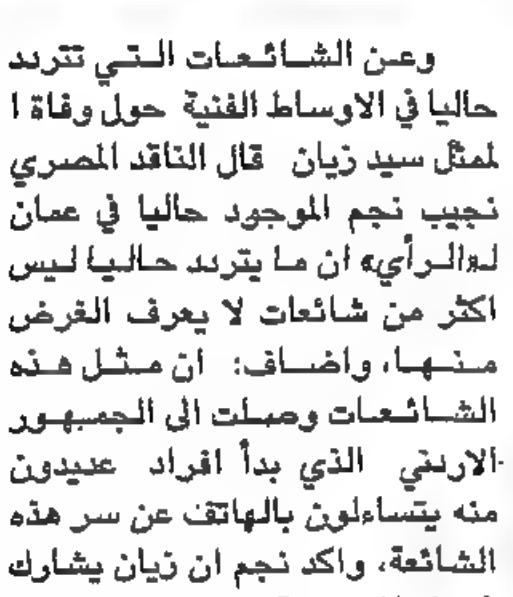 وعن الشائعات التي تتردد
حاليا في الاوساط الفنية حول وفاة ا
لممثل سيد زيان قال الناقد المصري
نجيب نجم الموجود حاليا في عمان
لـ«الرأي» ان ما يتردد حاليا ليس
اكثر من شائعات لا يعرف الغرض
منها، واضاف: ان مثل هذه
الشائعات وصلت الى الجمهور
الاردني الذي بدأ افراد عديدون
منه يتساءلون بالهاتف عن سر هذه
الشائعة، واكد نجم ان زيان يشارك